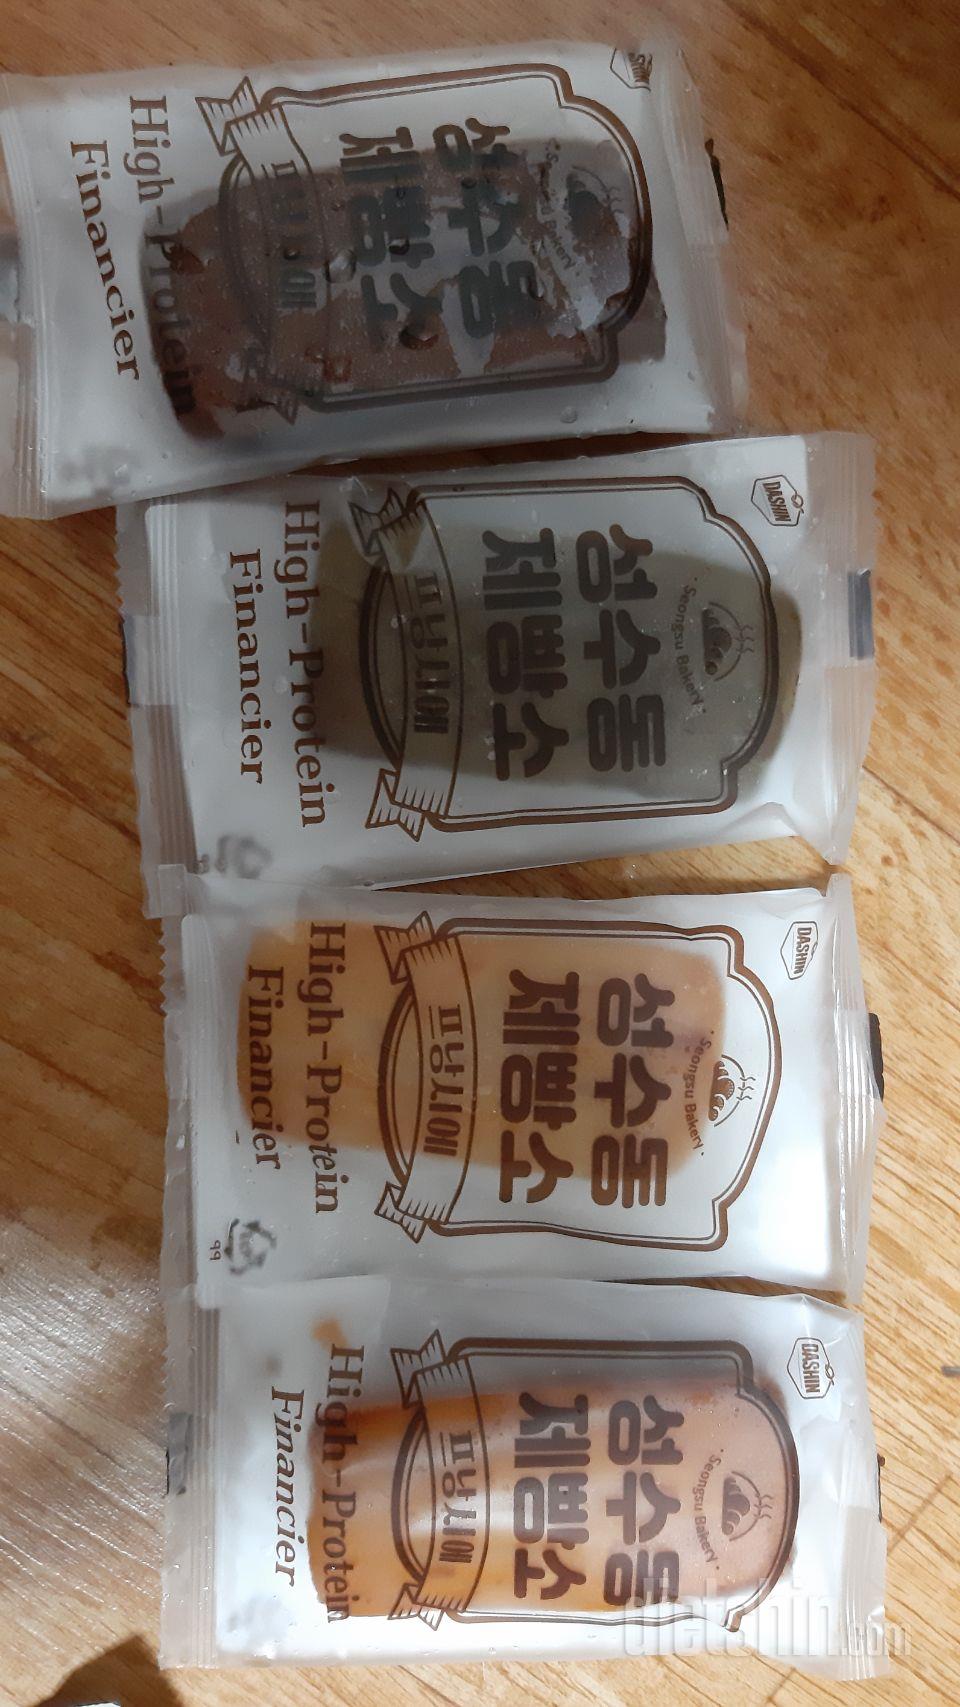 DASHIN
Seongsu Bakery
성수동
제빵소
프낭시에
High-Protein
Financier
DASHIN
Seongsu Bakery
성수동
제빵소
프낭시에
High-Protein
Financier
DASHIN
Seongsu Bakery
성수동
제빵소
프낭시에
High-Protein
Financier
DASHIN
Seongsu Bakery
성수동
제빵소
프낭시에
High-Protein
Financier
dietshin.com